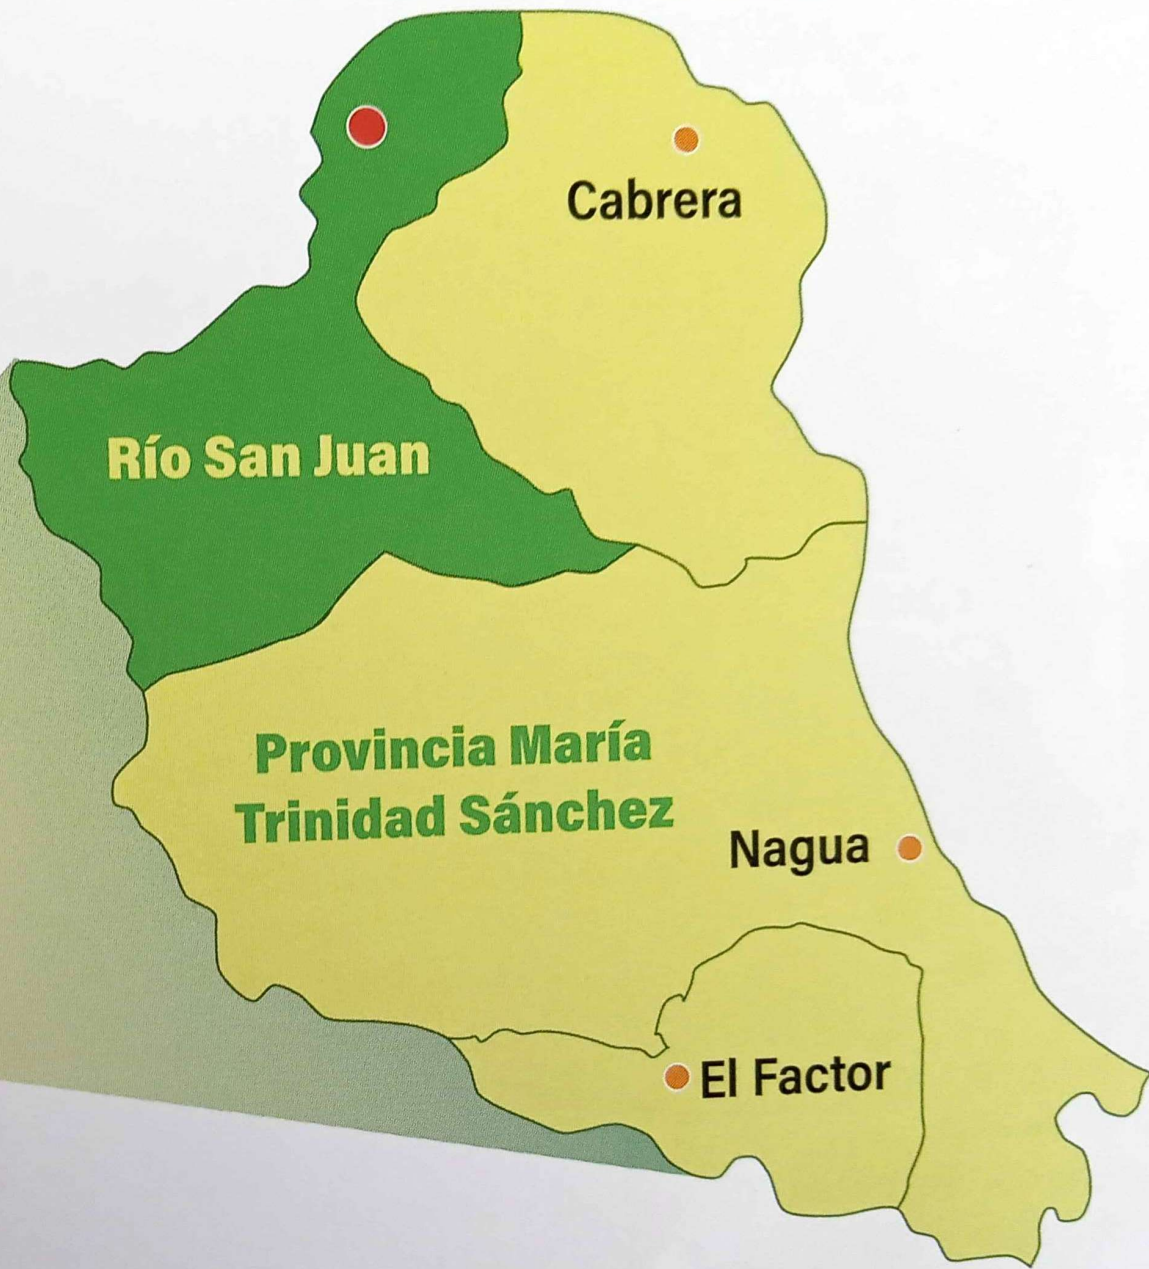 Cabrera
Río San Juan
Provincia María
Trinidad Sánchez
Nagua
El Factor